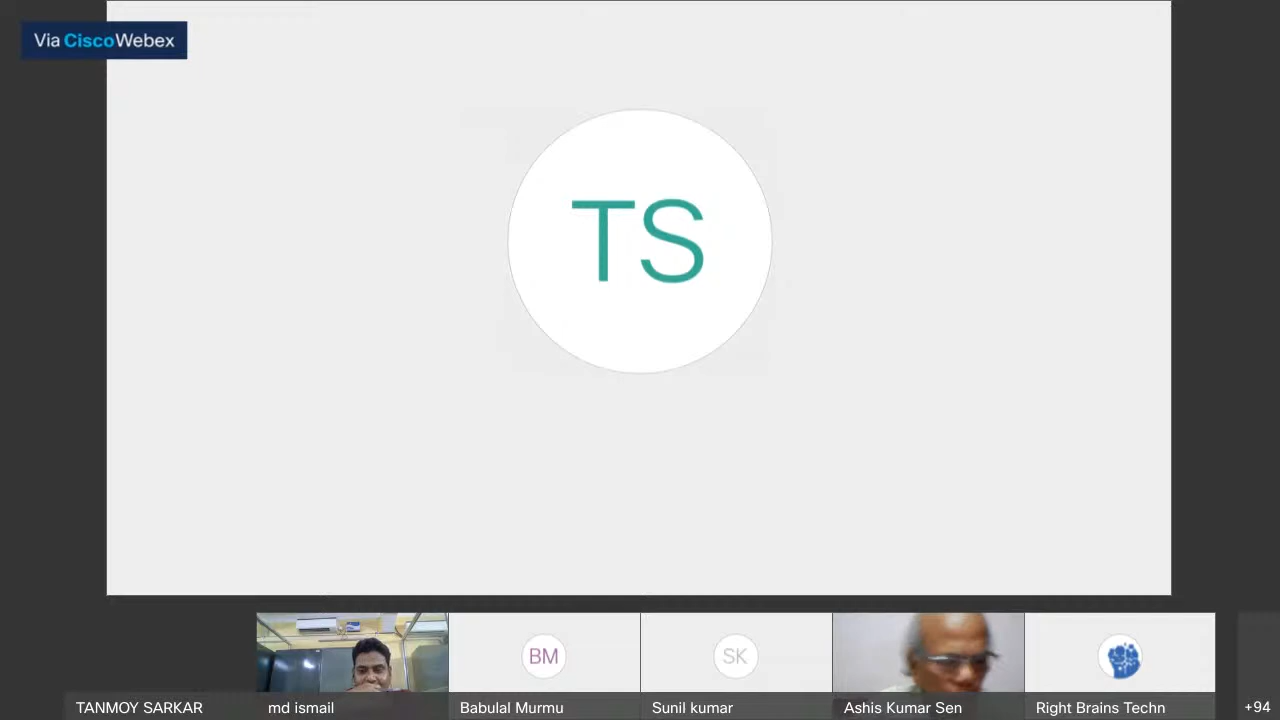 Via CiscoWebex
TS
BM
SK
TANMOY SARKAR
md ismail
Babulal Murmu
Sunil kumar
Ashis Kumar Sen
Right Brains Techn
+94